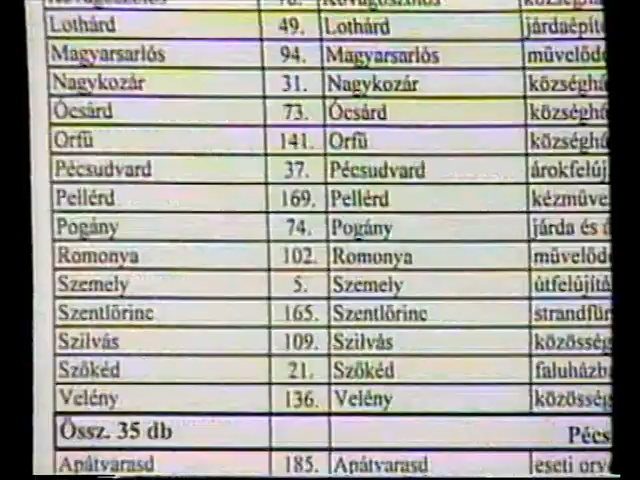 Lothárd 49. Lothárd járdaépít
Magyarsarlós 94. Magyarsarlós művelőd
Nagykozár 31. Nagykozár községh
Ócsárd 73. Ócsárd községh
Orfű 141. Orfű községh
Pécsudvard 37. Pécsudvard árokfelúj
Pellérd 169. Pellérd kézműve
Pogány 74. Pogány járda és
Romonya 102. Romonya művelőd
Szemely 5. Szemely útfelújítá
Szentlőrinc 165. Szentlőrinc strandfür
Szilvás 109. Szilvás közösség
Szőkéd 21. Szőkéd faluházb
Velény 136. Velény közösség
Össz. 35 db Pécs
Apátvarasd 185. Apátvarasd eseti orv